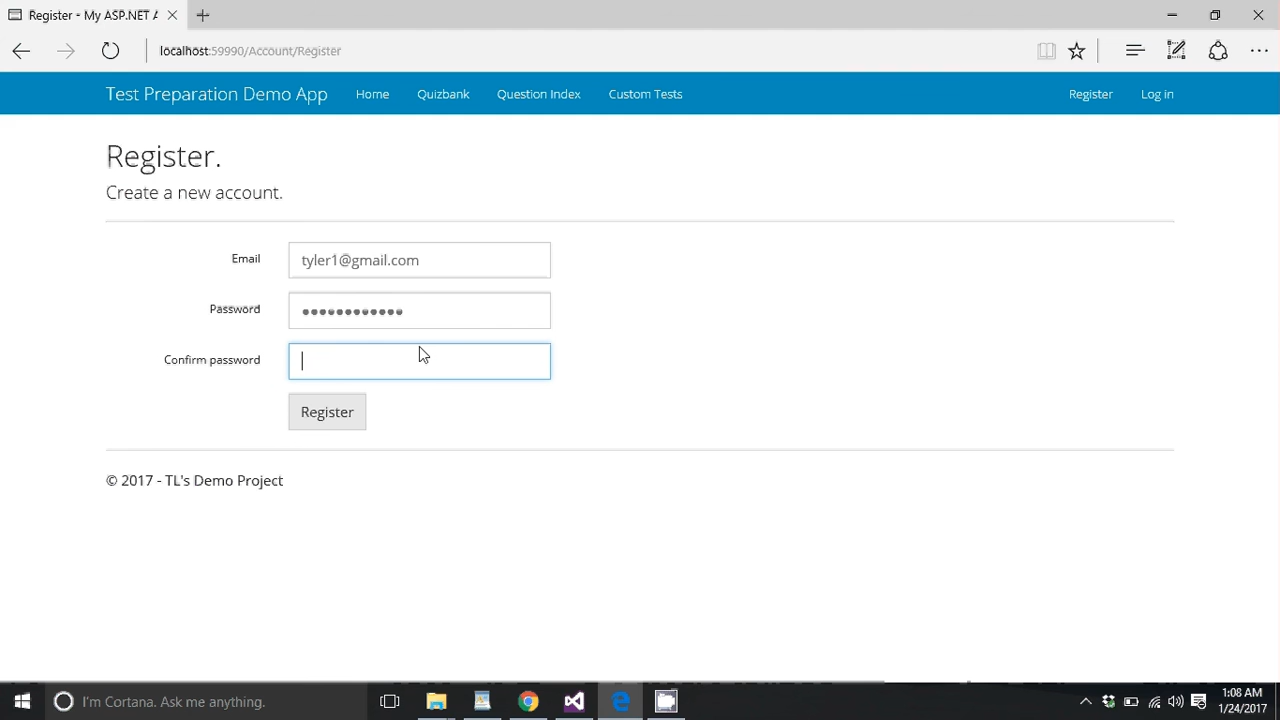 Register - My ASP.NET A
localhost:59990/Account/Register
Test Preparation Demo App Home Quizbank Question Index Custom Tests Register Log in
Register.
Create a new account.
Email tyler1@gmail.com
Password ••••••••••••
Confirm password
Register
© 2017 - TL's Demo Project
I'm Cortana. Ask me anything.
1:08 AM
1/24/2017